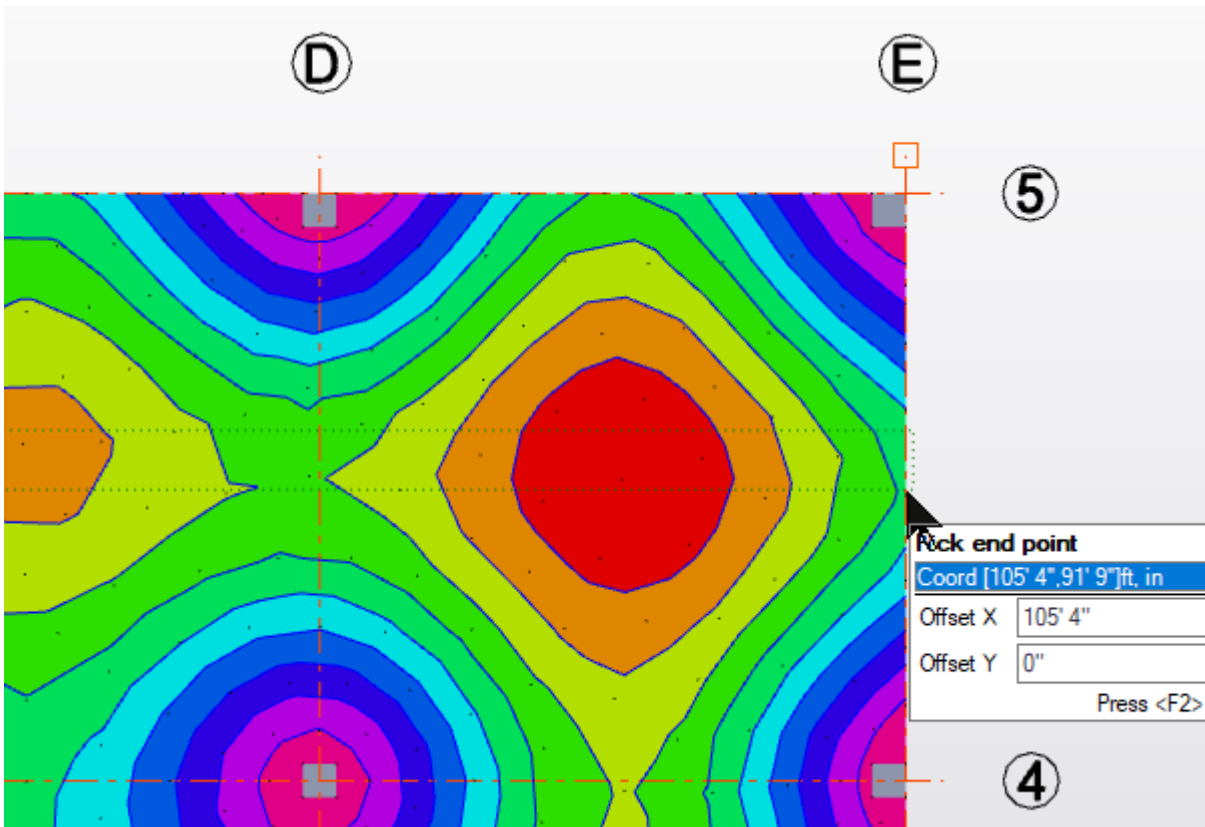 D
E
5
Pick end point
Coord [105' 4",91' 9"]ft, in
Offset X 105' 4"
Offset Y 0"
Press <F2>
4